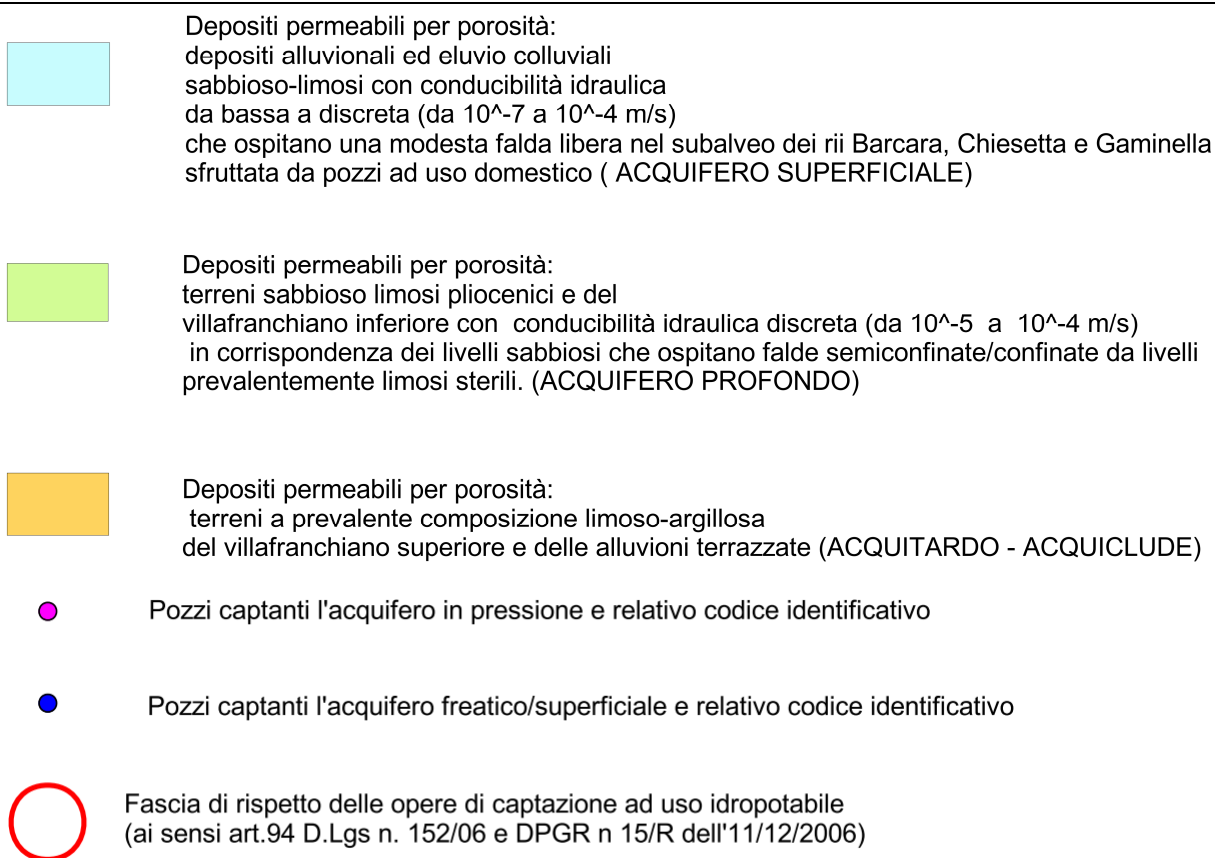 Depositi permeabili per porosità:
depositi alluvionali ed eluvio colluviali
sabbioso-limosi con conducibilità idraulica
da bassa a discreta (da 10^-7 a 10^-4 m/s)
che ospitano una modesta falda libera nel subalveo dei rii Barcara, Chiesetta e Gaminella
sfruttata da pozzi ad uso domestico ( ACQUIFERO SUPERFICIALE)
Depositi permeabili per porosità:
terreni sabbioso limosi pliocenici e del
villafranchiano inferiore con conducibilità idraulica discreta (da 10^-5 a 10^-4 m/s)
in corrispondenza dei livelli sabbiosi che ospitano falde semiconfinate/confinate da livelli
prevalentemente limosi sterili. (ACQUIFERO PROFONDO)
Depositi permeabili per porosità:
terreni a prevalente composizione limoso-argillosa
del villafranchiano superiore e delle alluvioni terrazzate (ACQUITARDO - ACQUICLUDE)
Pozzi captanti l'acquifero in pressione e relativo codice identificativo
Pozzi captanti l'acquifero freatico/superficiale e relativo codice identificativo
Fascia di rispetto delle opere di captazione ad uso idropotabile
(ai sensi art.94 D.Lgs n. 152/06 e DPGR n 15/R dell'11/12/2006)